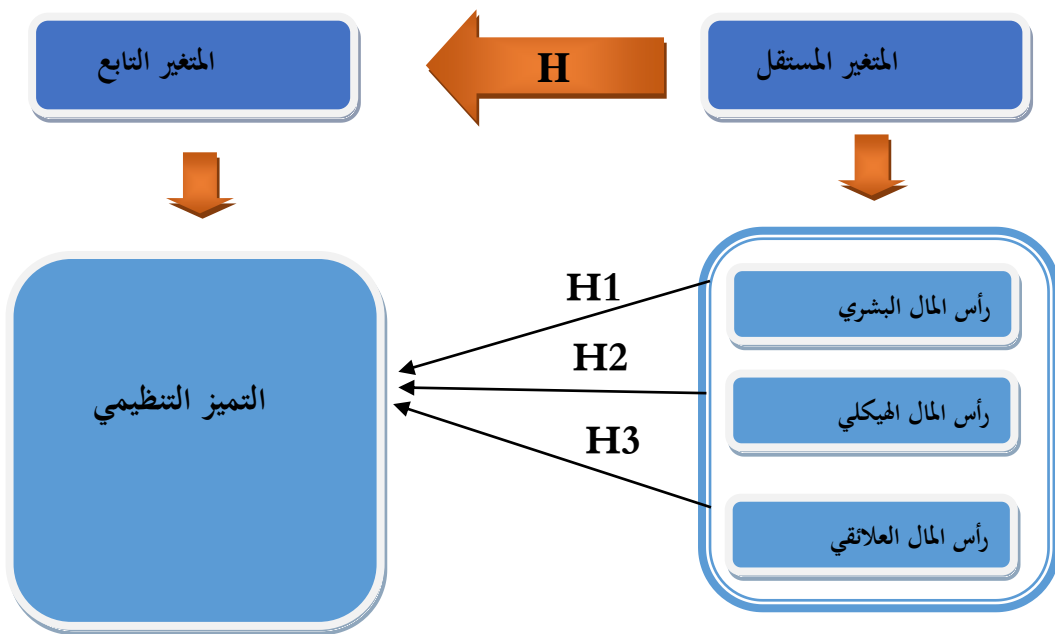 المتغير المستقل
H
المتغير التابع
رأس المال البشري
رأس المال الهيكلي
رأس المال العلائقي
H1
H2
H3
التميز التنظيمي